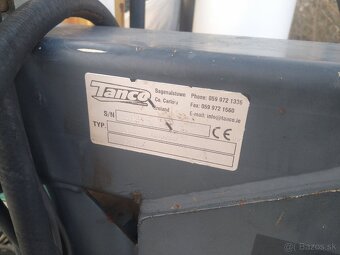 Tanco
Bagenalstown
Co. Carlow
Ireland
Phone: 059 972 1336
Fax: 059 972 1560
E-mail: info@tanco.ie
S/N
TYP
CE
Bazos.sk